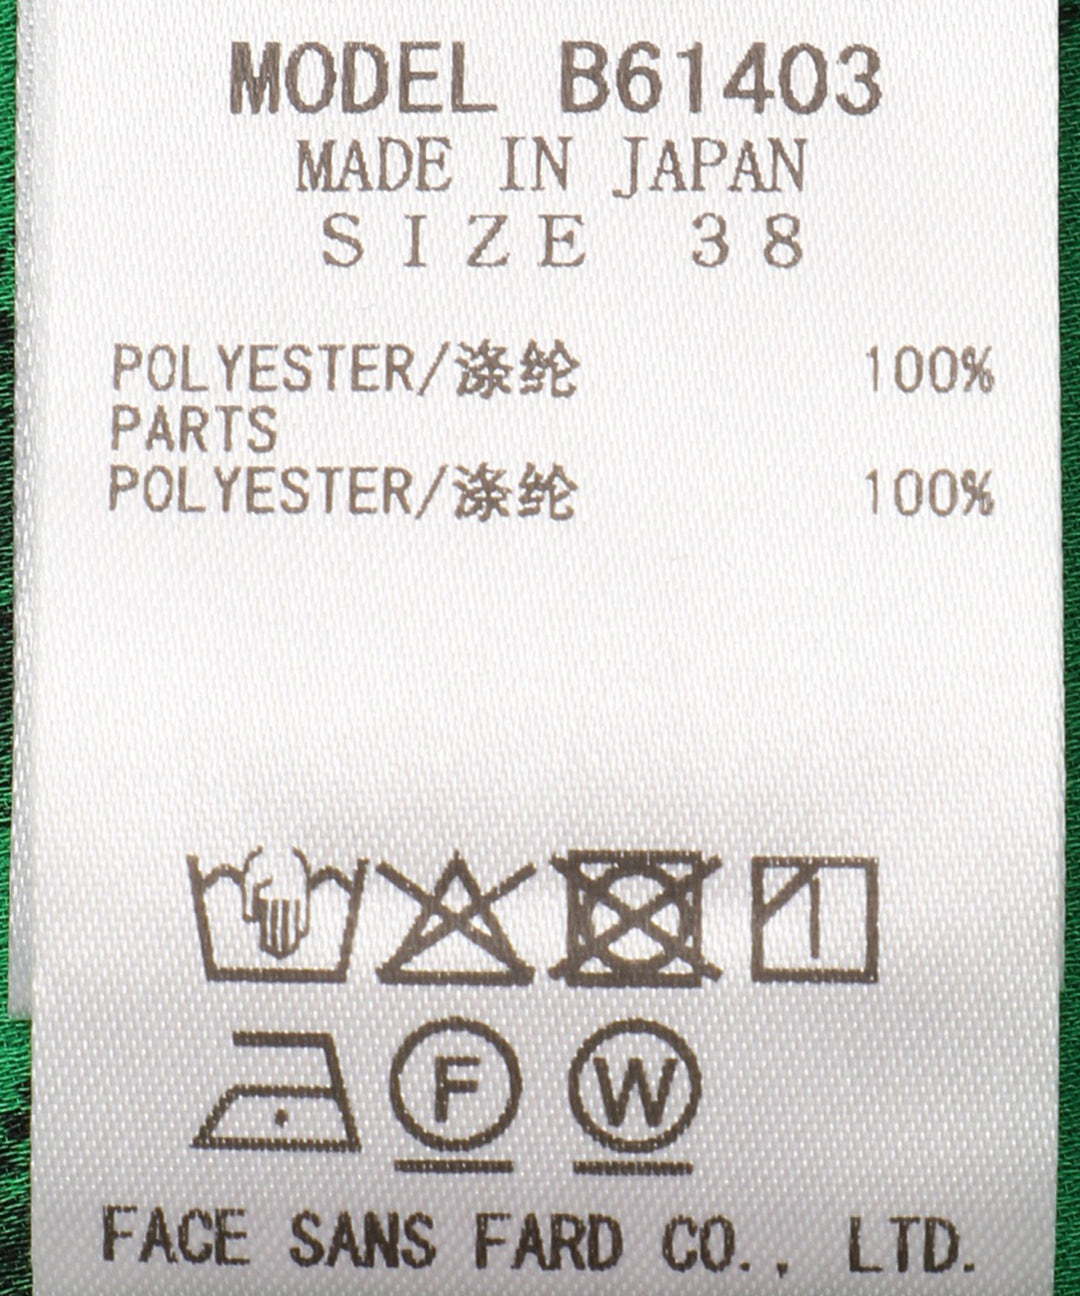 MODEL B61403
MADE IN JAPAN
SIZE 38
POLYESTER/涤纶 100%
PARTS
POLYESTER/涤纶 100%
F W
FACE SANS FARD CO., LTD.